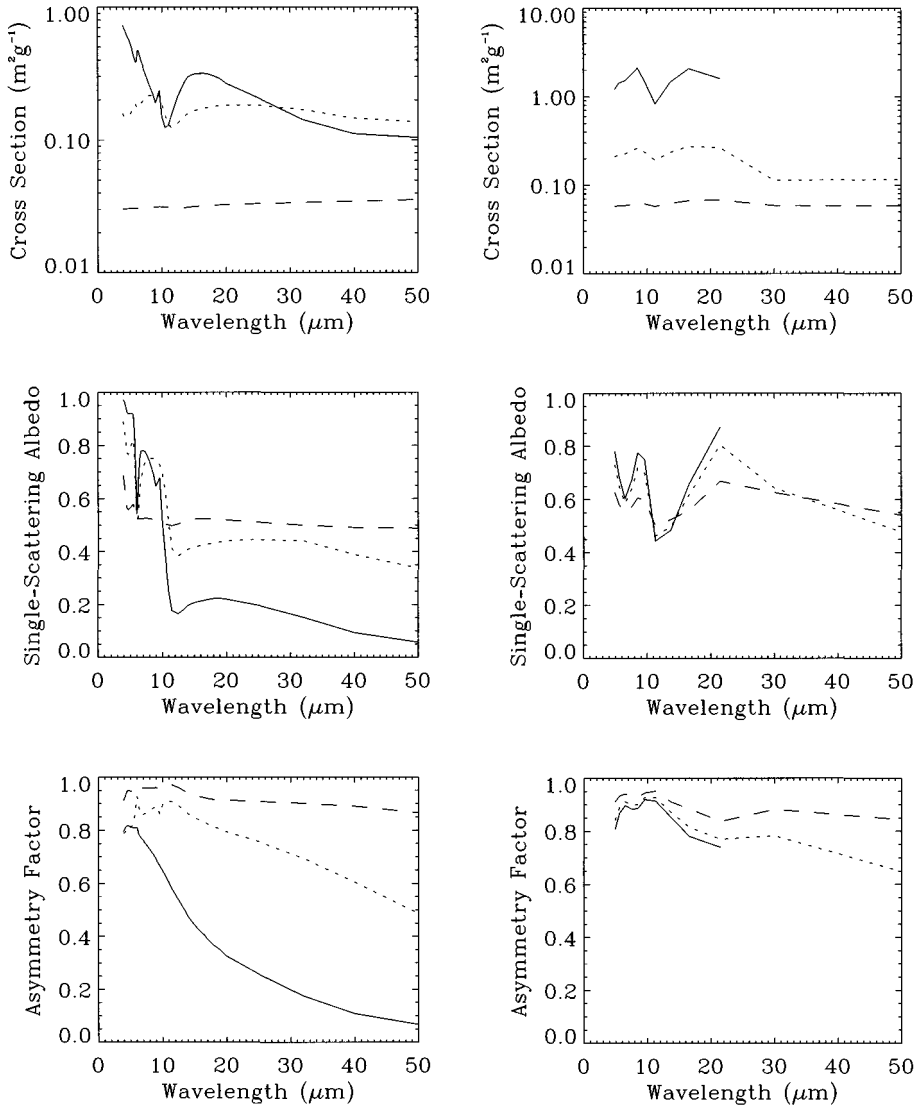 Cross Section (m²g⁻¹)
1.00
0.10
0.01
0 10 20 30 40 50
Wavelength (μm)
Cross Section (m²g⁻¹)
10.00
1.00
0.10
0.01
0 10 20 30 40 50
Wavelength (μm)
Single-Scattering Albedo
1.0
0.8
0.6
0.4
0.2
0.0
0 10 20 30 40 50
Wavelength (μm)
Single-Scattering Albedo
1.0
0.8
0.6
0.4
0.2
0.0
0 10 20 30 40 50
Wavelength (μm)
Asymmetry Factor
1.0
0.8
0.6
0.4
0.2
0.0
0 10 20 30 40 50
Wavelength (μm)
Asymmetry Factor
1.0
0.8
0.6
0.4
0.2
0.0
0 10 20 30 40 50
Wavelength (μm)